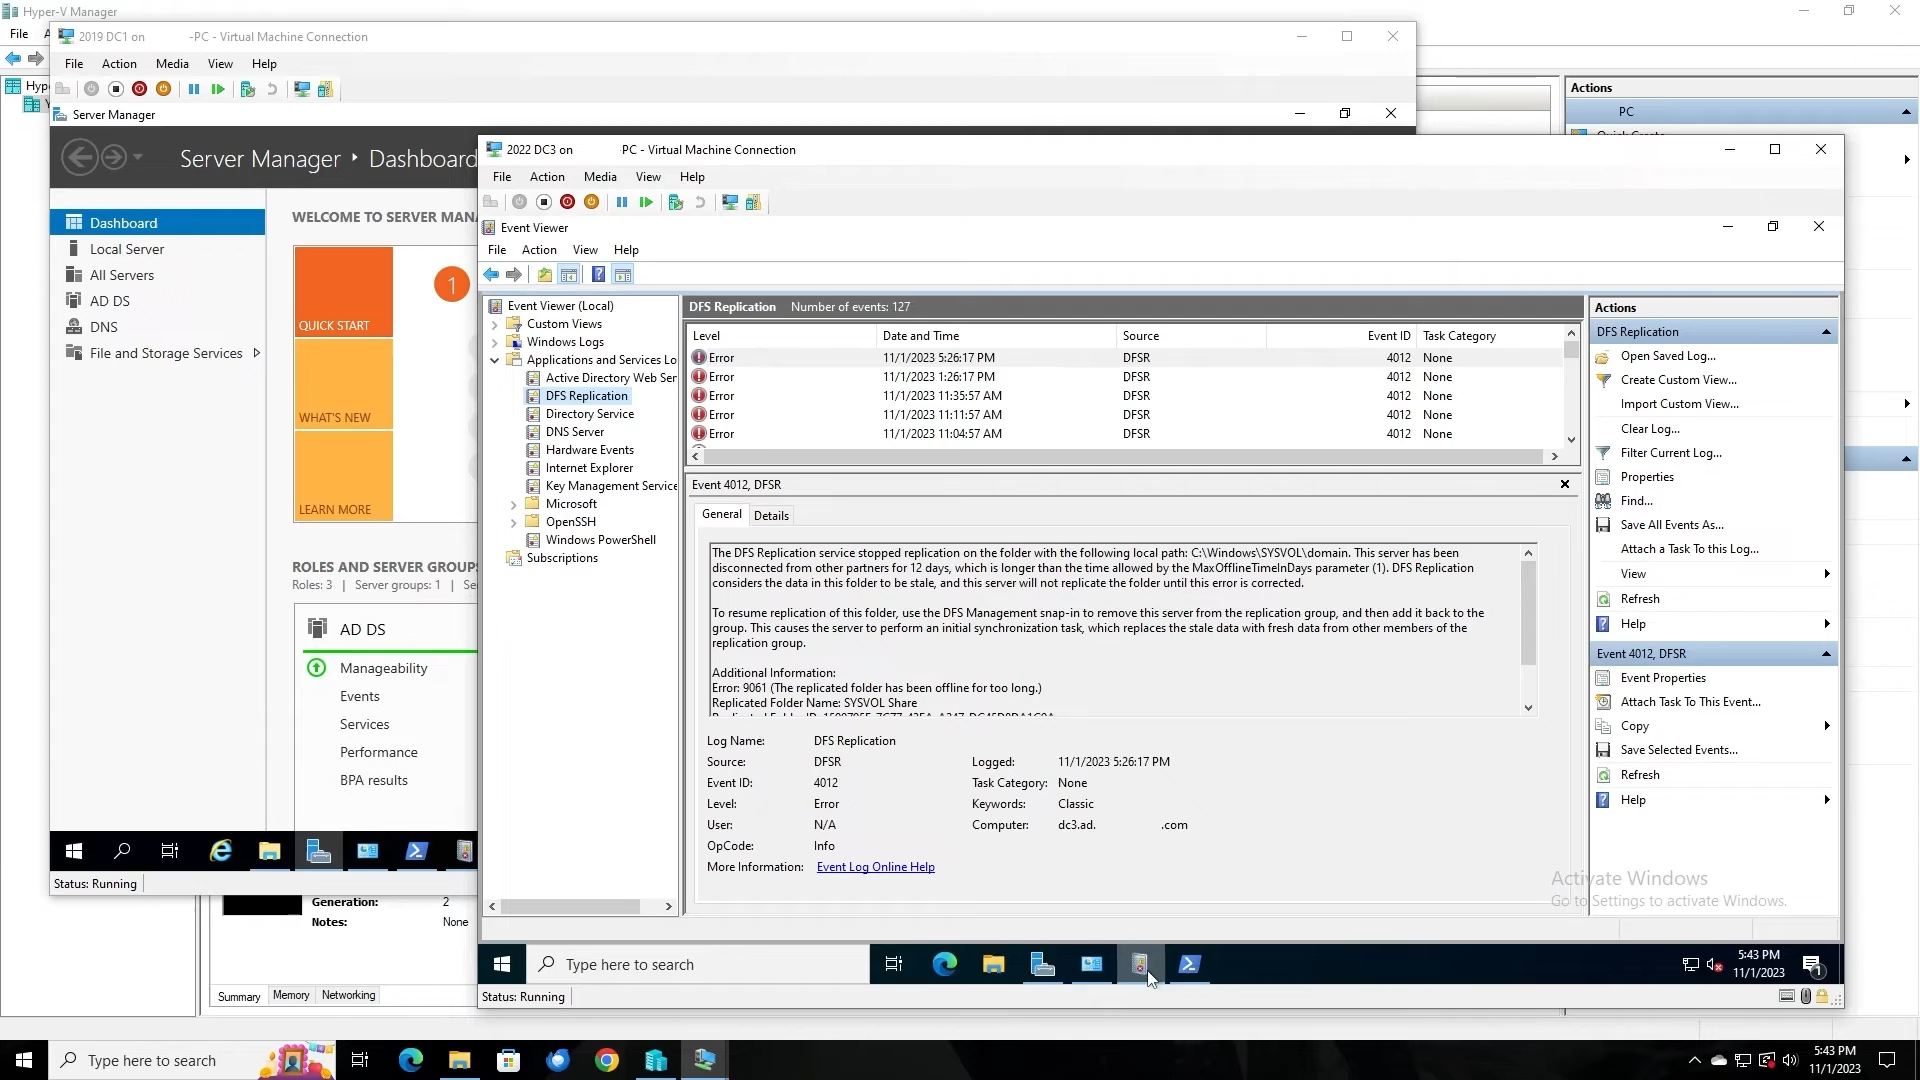 Hyper-V Manager
File
2019 DC1 on
-PC - Virtual Machine Connection
File
Action
Media
View
Help
Server Manager
Server Manager
Dashboard
Dashboard
Local Server
All Servers
AD DS
DNS
File and Storage Services
WELCOME TO SERVER MANA
1
QUICK START
WHAT'S NEW
LEARN MORE
ROLES AND SERVER GROUPS
Roles: 3 | Server groups: 1 |
AD DS
Manageability
Events
Services
Performance
BPA results
Status: Running
Generation:
2
Notes:
None
Summary
Memory
Networking
Actions
PC
2022 DC3 on
PC - Virtual Machine Connection
File
Action
Media
View
Help
Event Viewer
File
Action
View
Help
Event Viewer (Local)
Custom Views
Windows Logs
Applications and Services Lo
Active Directory Web Ser
DFS Replication
Directory Service
DNS Server
Hardware Events
Internet Explorer
Key Management Service
Microsoft
OpenSSH
Windows PowerShell
Subscriptions
DFS Replication Number of events: 127
Level Date and Time Source Event ID Task Category
Error 11/1/2023 5:26:17 PM DFSR 4012 None
Error 11/1/2023 1:26:17 PM DFSR 4012 None
Error 11/1/2023 11:35:57 AM DFSR 4012 None
Error 11/1/2023 11:11:57 AM DFSR 4012 None
Error 11/1/2023 11:04:57 AM DFSR 4012 None
Event 4012, DFSR
General
Details
The DFS Replication service stopped replication on the folder with the following local path: C:\Windows\SYSVOL\domain. This server has been
disconnected from other partners for 12 days, which is longer than the time allowed by the MaxOfflineTimeInDays parameter (1). DFS Replication
considers the data in this folder to be stale, and this server will not replicate the folder until this error is corrected.
To resume replication of this folder, use the DFS Management snap-in to remove this server from the replication group, and then add it back to the
group. This causes the server to perform an initial synchronization task, which replaces the stale data with fresh data from other members of the
replication group.
Additional Information:
Error: 9061 (The replicated folder has been offline for too long.)
Replicated Folder Name: SYSVOL Share
Log Name: DFS Replication
Source: DFSR Logged: 11/1/2023 5:26:17 PM
Event ID: 4012 Task Category: None
Level: Error Keywords: Classic
User: N/A Computer: dc3.ad. .com
OpCode: Info
More Information: Event Log Online Help
Actions
DFS Replication
Open Saved Log...
Create Custom View...
Import Custom View...
Clear Log...
Filter Current Log...
Properties
Find...
Save All Events As...
Attach a Task To this Log...
View
Refresh
Help
Event 4012, DFSR
Event Properties
Attach Task To This Event...
Copy
Save Selected Events...
Refresh
Help
Activate Windows
Go to Settings to activate Windows.
Type here to search
5:43 PM
11/1/2023
1
Status: Running
Type here to search
5:43 PM
11/1/2023